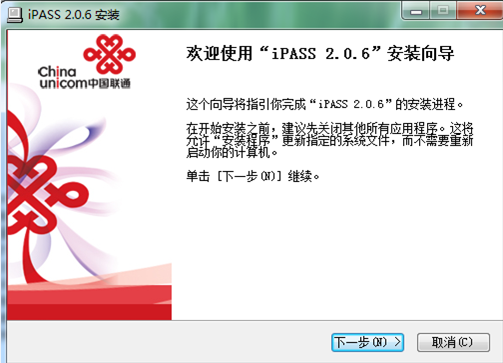 iPASS 2.0.6 安装
China
unicom中国联通
欢迎使用“iPASS 2.0.6”安装向导
这个向导将指引你完成“iPASS 2.0.6”的安装进程。
在开始安装之前，建议先关闭其他所有应用程序。这将
允许“安装程序”更新指定的系统文件，而不需要重新
启动你的计算机。
单击 [下一步(N)] 继续。
下一步(N) >
取消(C)